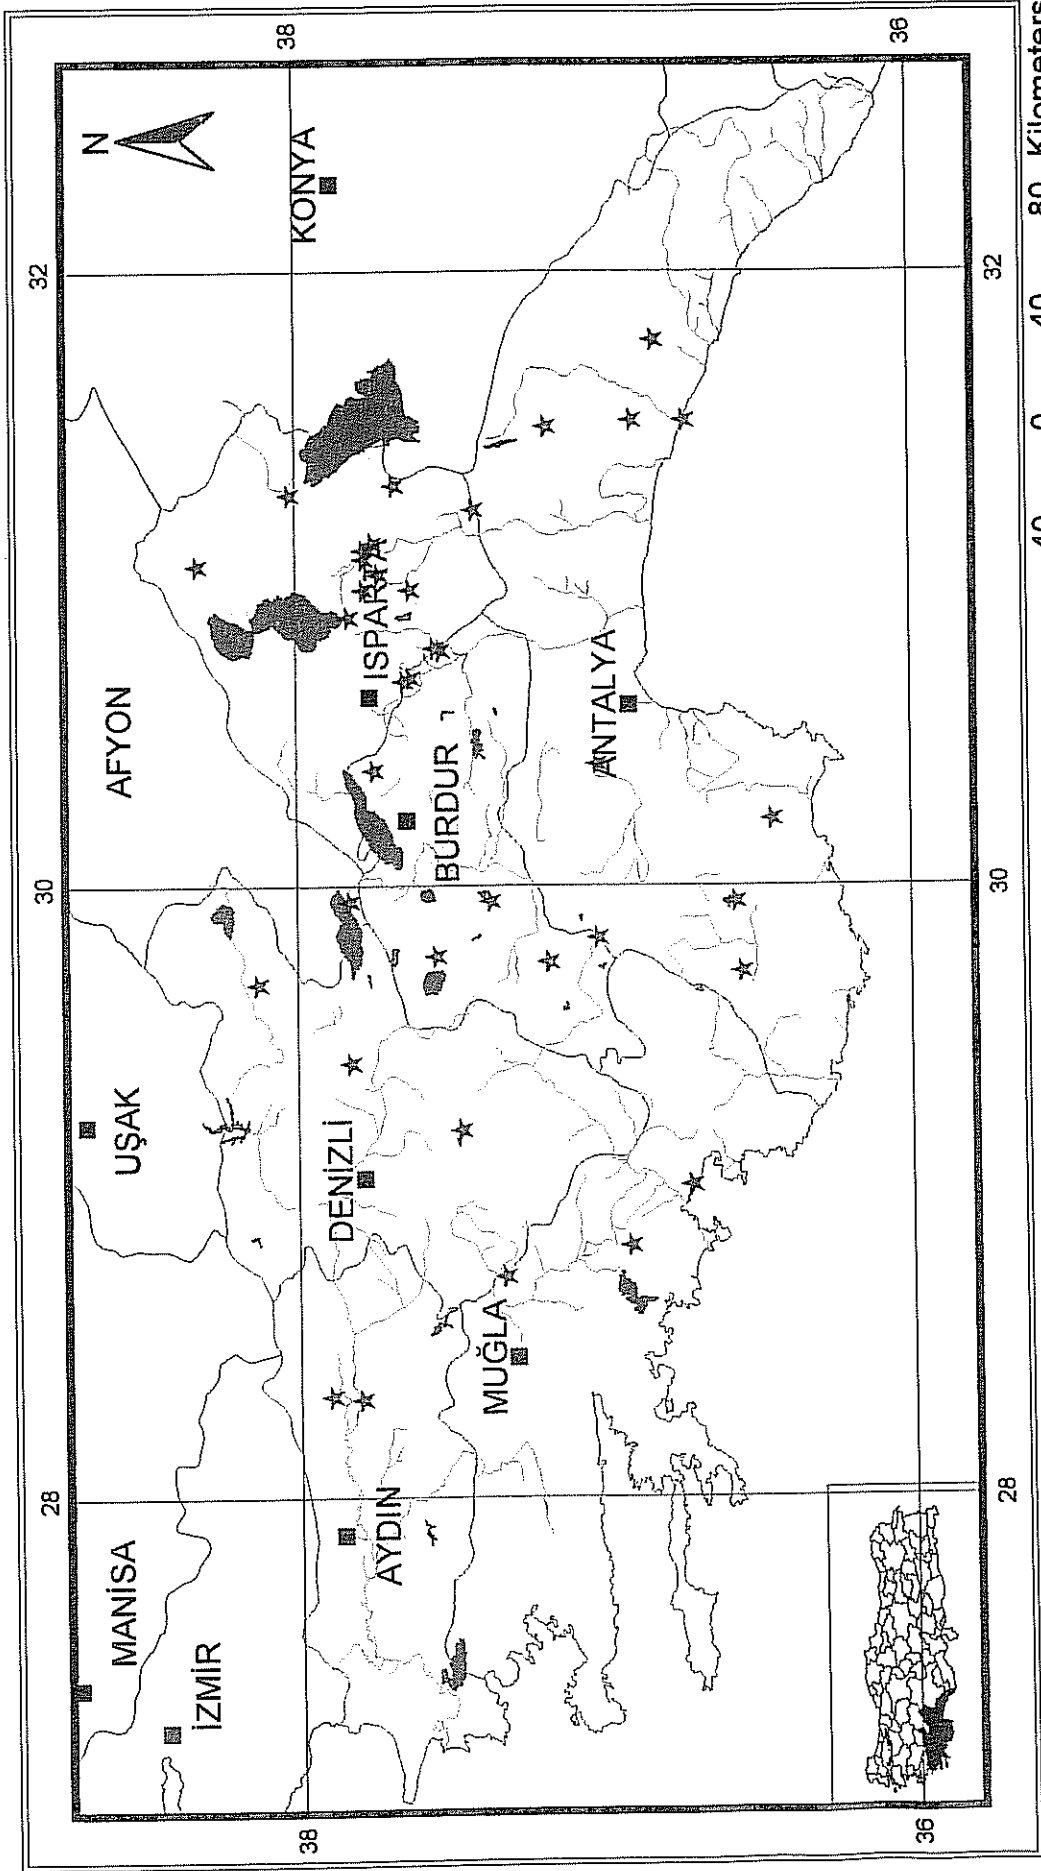 28
30
32
MANİSA
UŞAK
AFYON
N
İZMİR
38
38
KONYA
AYDIN
DENİZLİ
ISPARTA
BURDUR
MUĞLA
ANTALYA
36
36
28
30
32
40 0 40 80 Kilometers